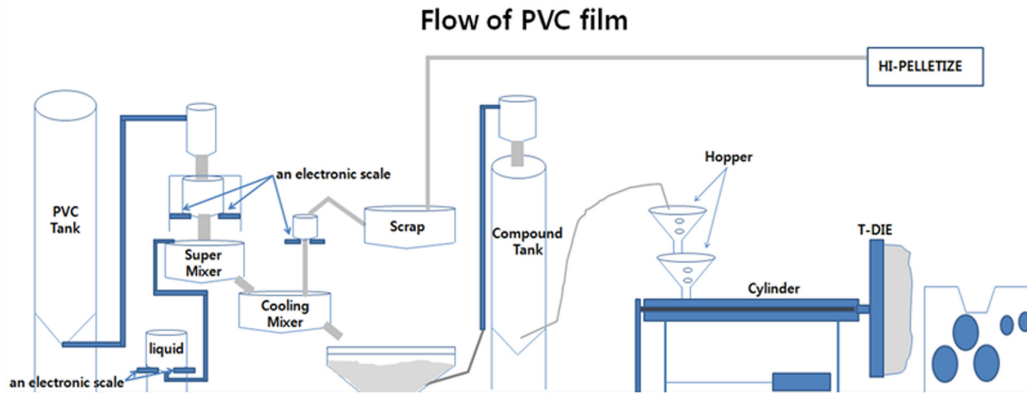 Flow of PVC film
HI-PELLETIZE
PVC
Tank
an electronic scale
Super
Mixer
Cooling
Mixer
liquid
an electronic scale
Scrap
Compound
Tank
Hopper
Cylinder
T-DIE